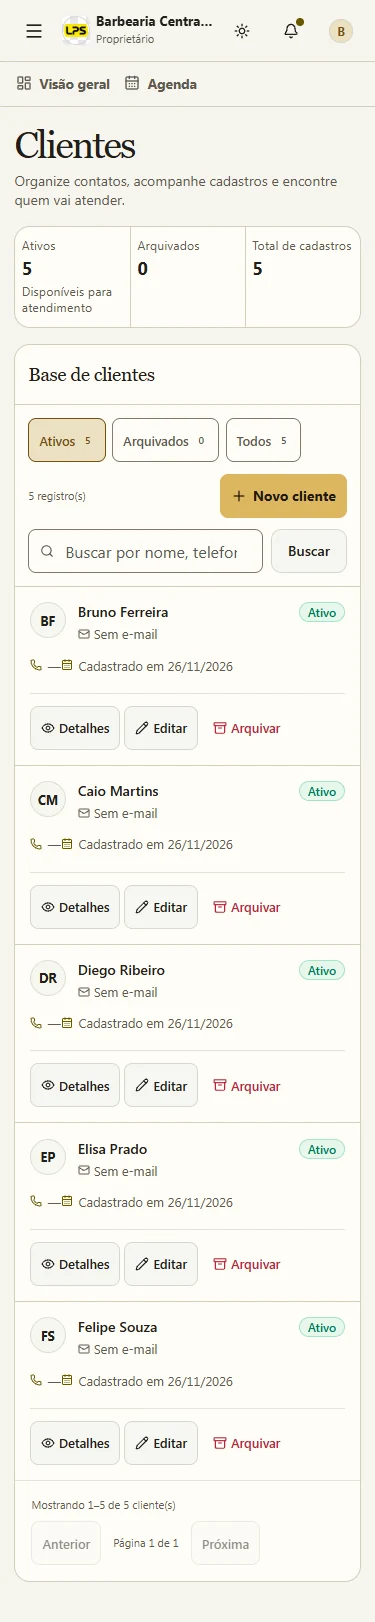 LPS
Barbearia Centra...
Proprietário
B
Visão geral Agenda
Clientes
Organize contatos, acompanhe cadastros e encontre
quem vai atender.
Ativos
5
Disponíveis para
atendimento
Arquivados
0
Total de cadastros
5
Base de clientes
Ativos 5 Arquivados 0 Todos 5
5 registro(s)
+ Novo cliente
Buscar por nome, telefor
Buscar
BF
Bruno Ferreira
Ativo
Sem e-mail
— Cadastrado em 26/11/2026
Detalhes Editar Arquivar
CM
Caio Martins
Ativo
Sem e-mail
— Cadastrado em 26/11/2026
Detalhes Editar Arquivar
DR
Diego Ribeiro
Ativo
Sem e-mail
— Cadastrado em 26/11/2026
Detalhes Editar Arquivar
EP
Elisa Prado
Ativo
Sem e-mail
— Cadastrado em 26/11/2026
Detalhes Editar Arquivar
FS
Felipe Souza
Ativo
Sem e-mail
— Cadastrado em 26/11/2026
Detalhes Editar Arquivar
Mostrando 1–5 de 5 cliente(s)
Anterior Página 1 de 1 Próxima